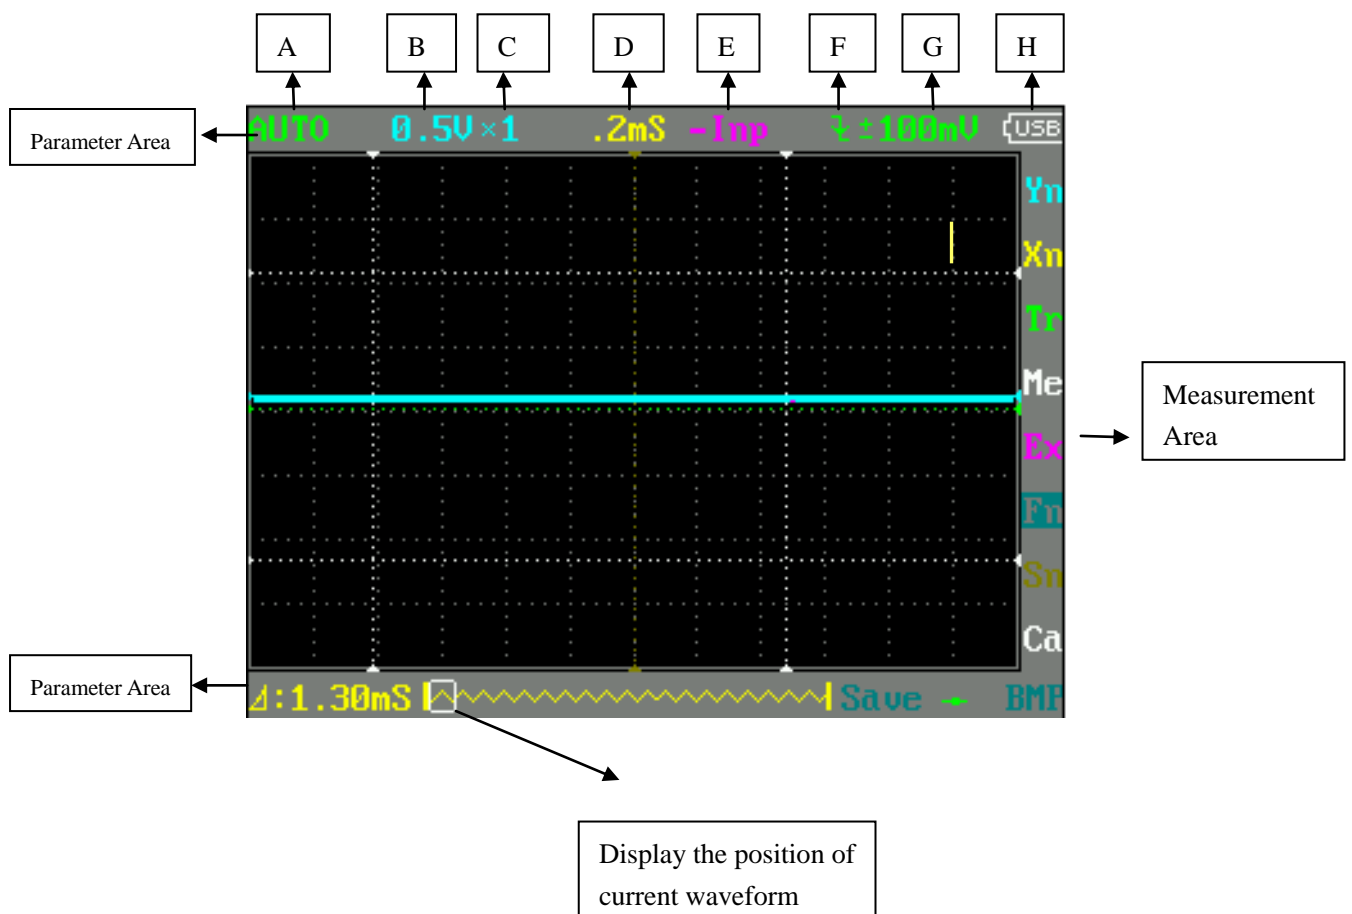 A B C D E F G H
Parameter Area
AUTO 0.5V×1 .2mS -Inp ±100mV USB
Yn
Xn
Tr
Me
Measurement
Area
Ex
Fn
Sn
Ca
Parameter Area
⊿:1.30mS Save BMP
Display the position of
current waveform